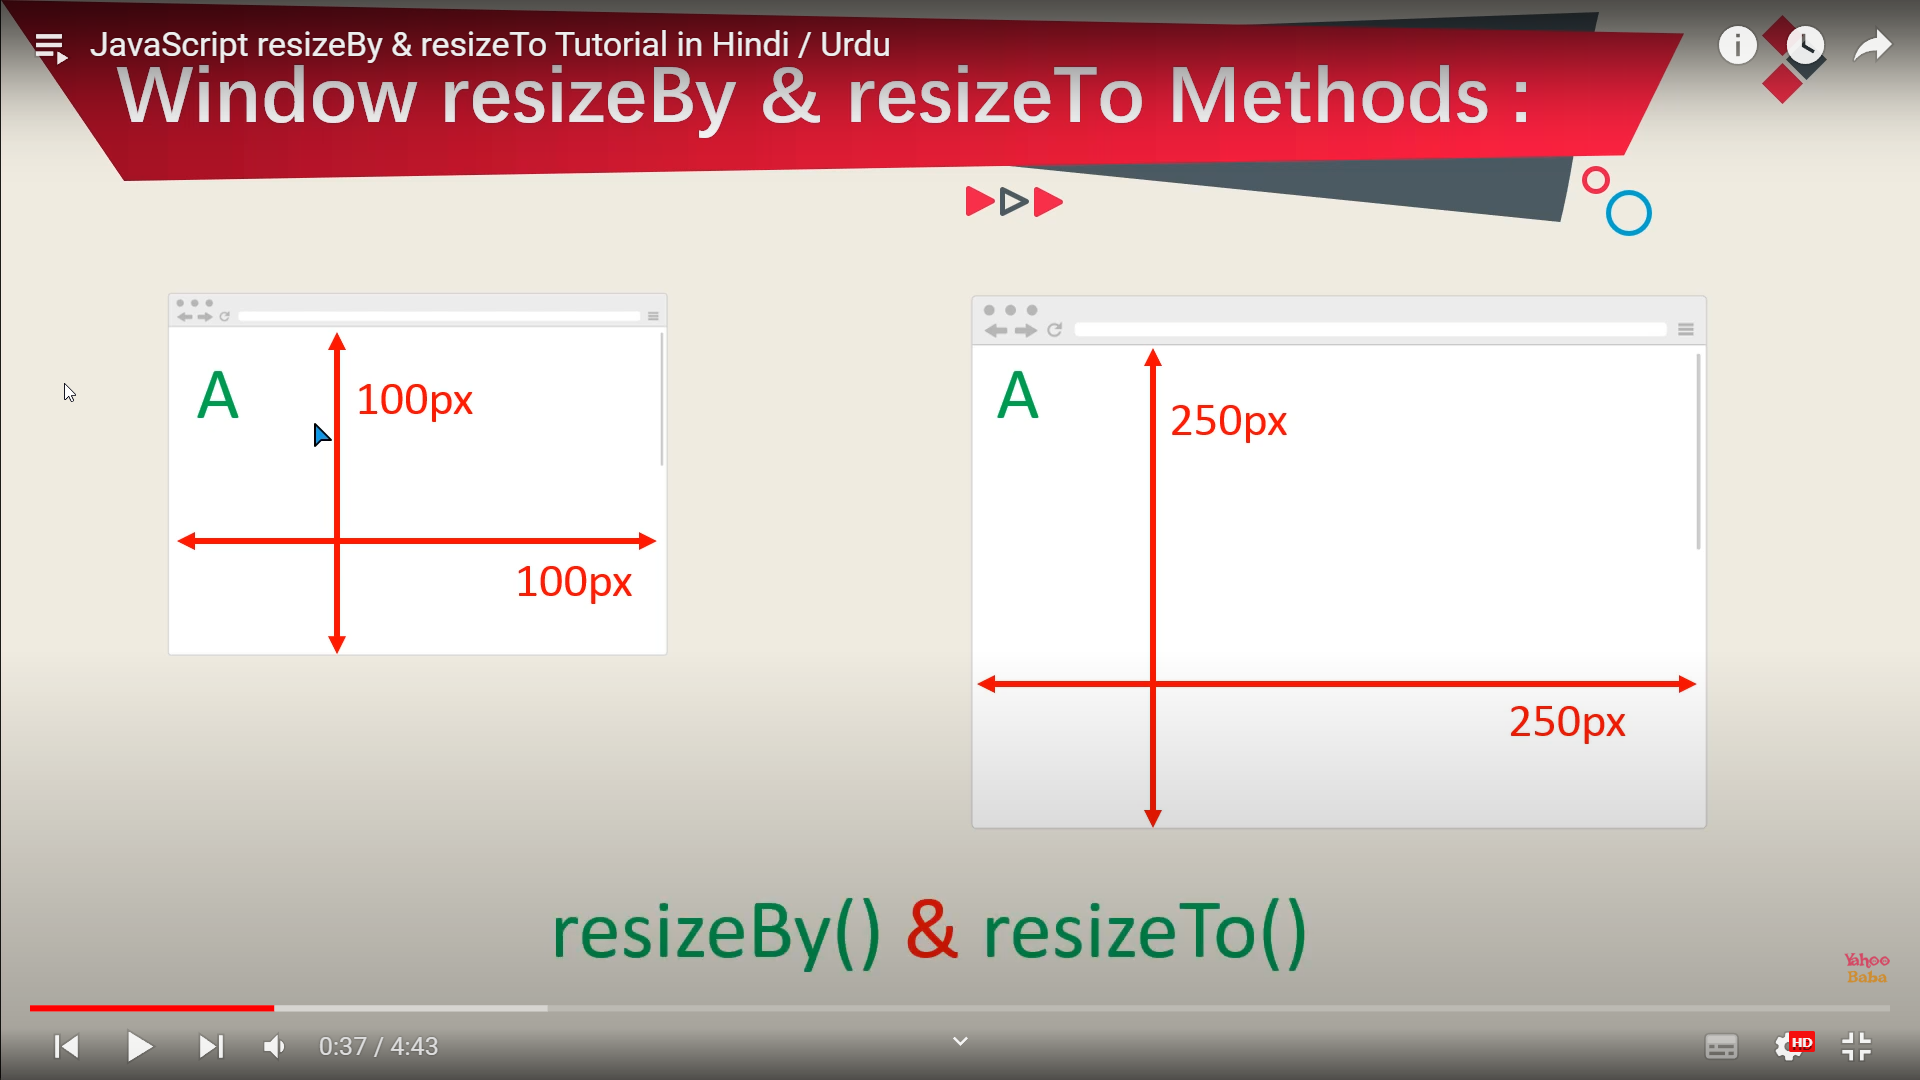 JavaScript resizeBy & resizeTo Tutorial in Hindi / Urdu
Window resizeBy & resizeTo Methods :
A
100px
100px
A
250px
250px
resizeBy() & resizeTo()
Yahoo
Baba
0:37 / 4:43
HD